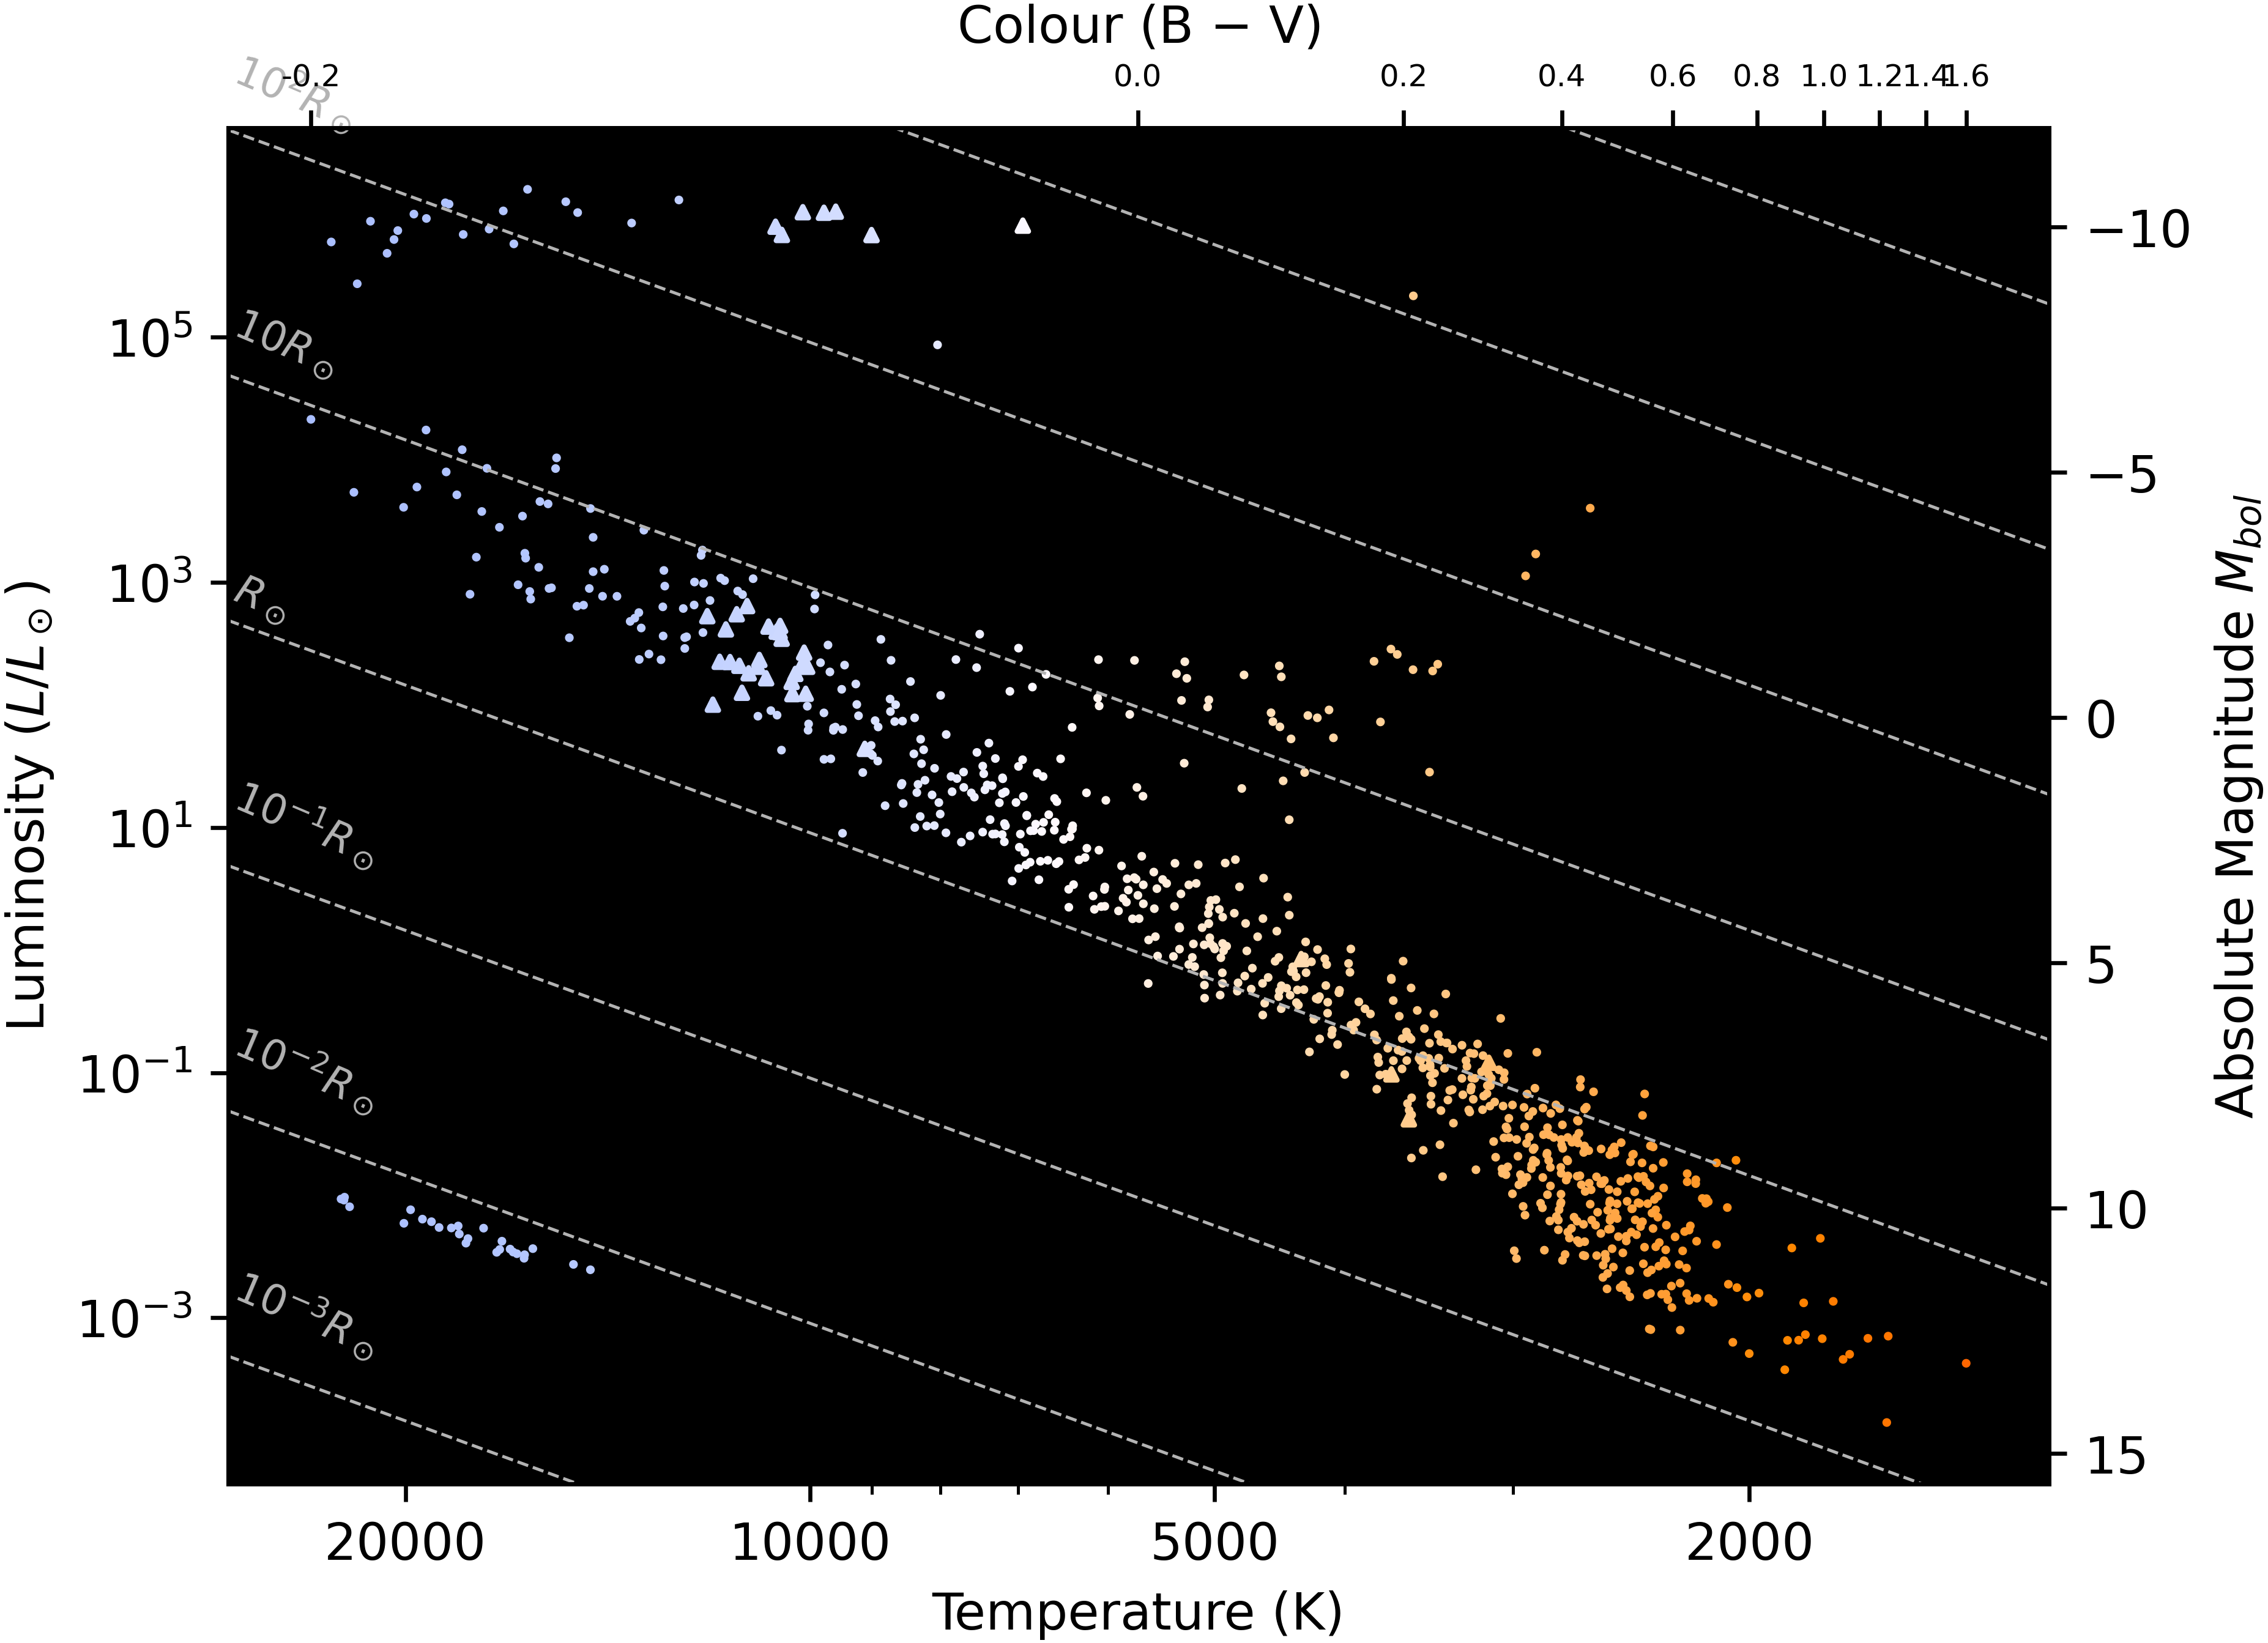 Colour (B − V)
-0.2 0.0 0.2 0.4 0.6 0.8 1.0 1.2 1.4 1.6
10²R☉
10R☉
R☉
10⁻¹R☉
10⁻²R☉
10⁻³R☉
Luminosity (L/L☉)
10⁵
10³
10¹
10⁻¹
10⁻³
−10
−5
0
5
10
15
Absolute Magnitude M_bol
20000 10000 5000 2000
Temperature (K)